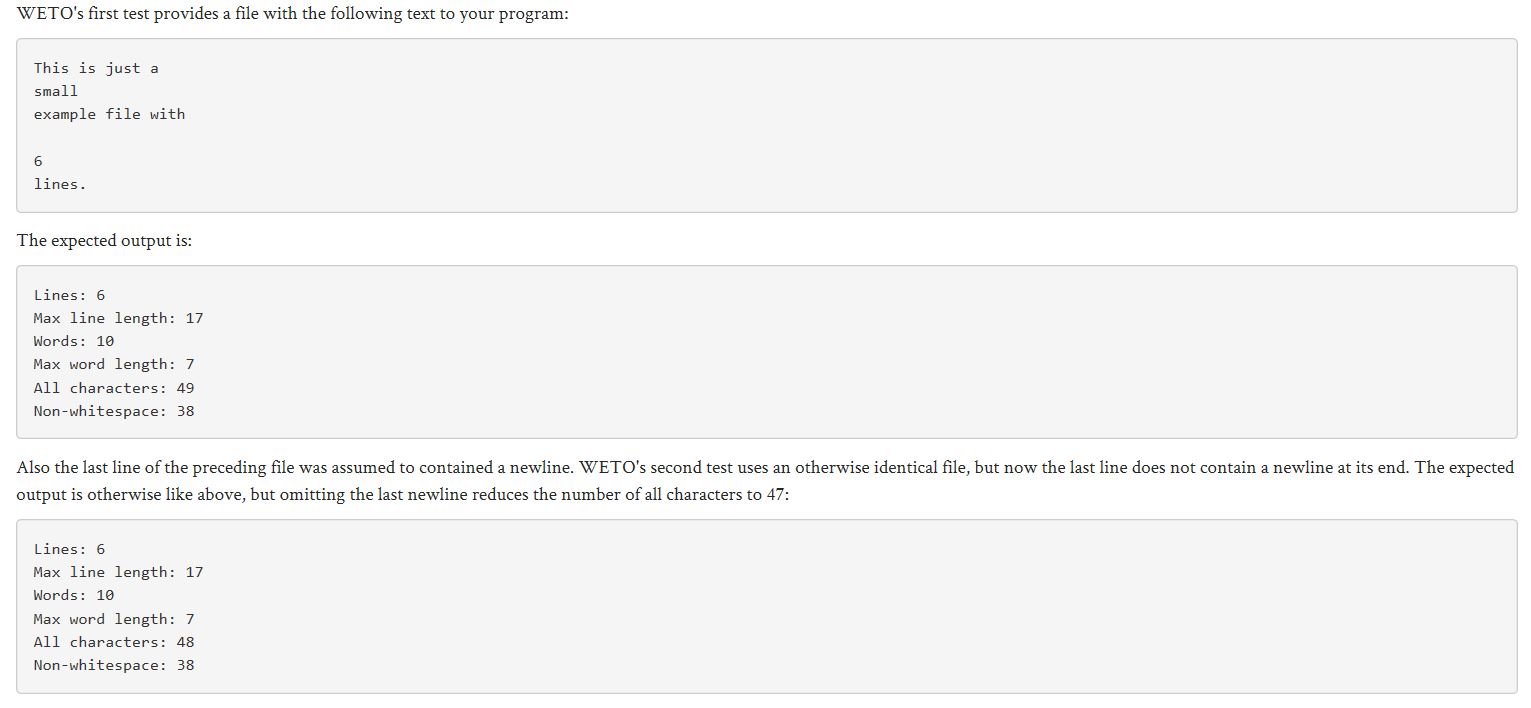 WETO's first test provides a file with the following text to your program:
This is just a
small
example file with

6
lines.
The expected output is:
Lines: 6
Max line length: 17
Words: 10
Max word length: 7
All characters: 49
Non-whitespace: 38
Also the last line of the preceding file was assumed to contained a newline. WETO's second test uses an otherwise identical file, but now the last line does not contain a newline at its end. The expected
output is otherwise like above, but omitting the last newline reduces the number of all characters to 47:
Lines: 6
Max line length: 17
Words: 10
Max word length: 7
All characters: 48
Non-whitespace: 38